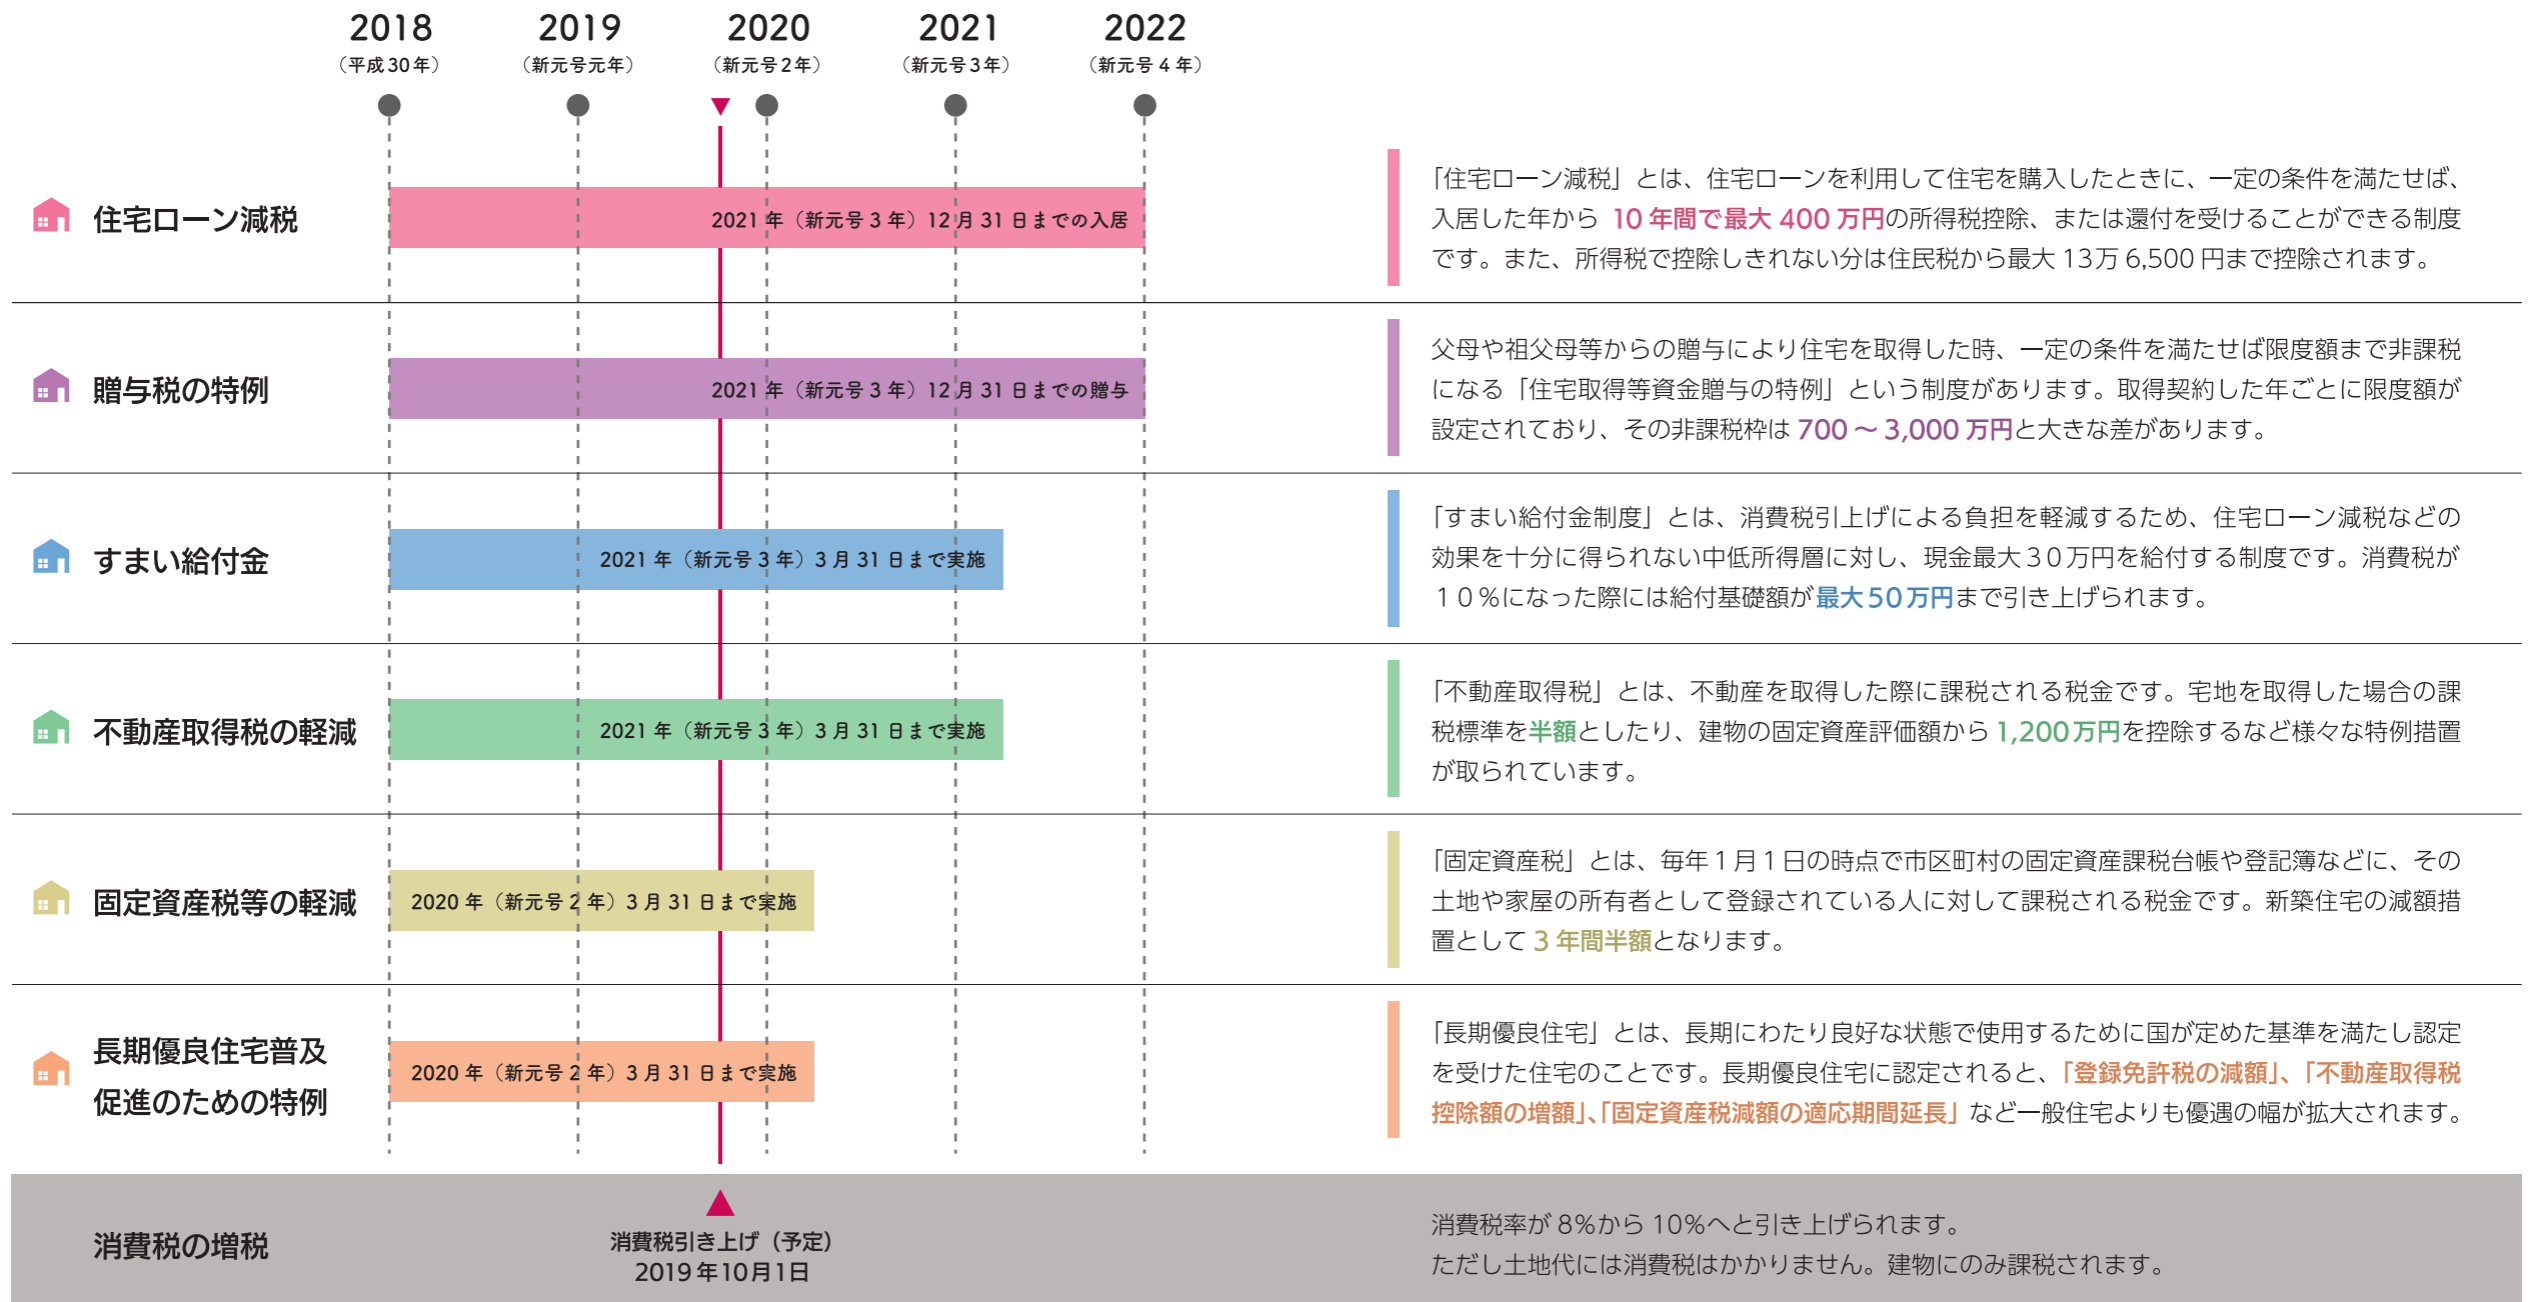 2018
(平成30年)
2019
(新元号元年)
2020
(新元号2年)
2021
(新元号3年)
2022
(新元号4年)
住宅ローン減税
2021年(新元号3年)12月31日までの入居
「住宅ローン減税」とは、住宅ローンを利用して住宅を購入したときに、一定の条件を満たせば、
入居した年から 10年間で最大 400万円の所得税控除、または還付を受けることができる制度
です。また、所得税で控除しきれない分は住民税から最大13万6,500円まで控除されます。
贈与税の特例
2021年(新元号3年)12月31日までの贈与
父母や祖父母等からの贈与により住宅を取得した時、一定の条件を満たせば限度額まで非課税
になる「住宅取得等資金贈与の特例」という制度があります。取得契約した年ごとに限度額が
設定されており、その非課税枠は700〜3,000万円と大きな差があります。
すまい給付金
2021年(新元号3年)3月31日まで実施
「すまい給付金制度」とは、消費税引上げによる負担を軽減するため、住宅ローン減税などの
効果を十分に得られない中低所得層に対し、現金最大30万円を給付する制度です。消費税が
10%になった際には給付基礎額が最大50万円まで引き上げられます。
不動産取得税の軽減
2021年(新元号3年)3月31日まで実施
「不動産取得税」とは、不動産を取得した際に課税される税金です。宅地を取得した場合の課
税標準を半額としたり、建物の固定資産評価額から1,200万円を控除するなど様々な特例措置
が取られています。
固定資産税等の軽減
2020年(新元号2年)3月31日まで実施
「固定資産税」とは、毎年1月1日の時点で市区町村の固定資産課税台帳や登記簿などに、その
土地や家屋の所有者として登録されている人に対して課税される税金です。新築住宅の減額措
置として3年間半額となります。
長期優良住宅普及
促進のための特例
2020年(新元号2年)3月31日まで実施
「長期優良住宅」とは、長期にわたり良好な状態で使用するために国が定めた基準を満たし認定
を受けた住宅のことです。長期優良住宅に認定されると、「登録免許税の減額」、「不動産取得税
控除額の増額」、「固定資産税減額の適応期間延長」など一般住宅よりも優遇の幅が拡大されます。
消費税の増税
消費税引き上げ(予定)
2019年10月1日
消費税率が8%から10%へと引き上げられます。
ただし土地代には消費税はかかりません。建物にのみ課税されます。